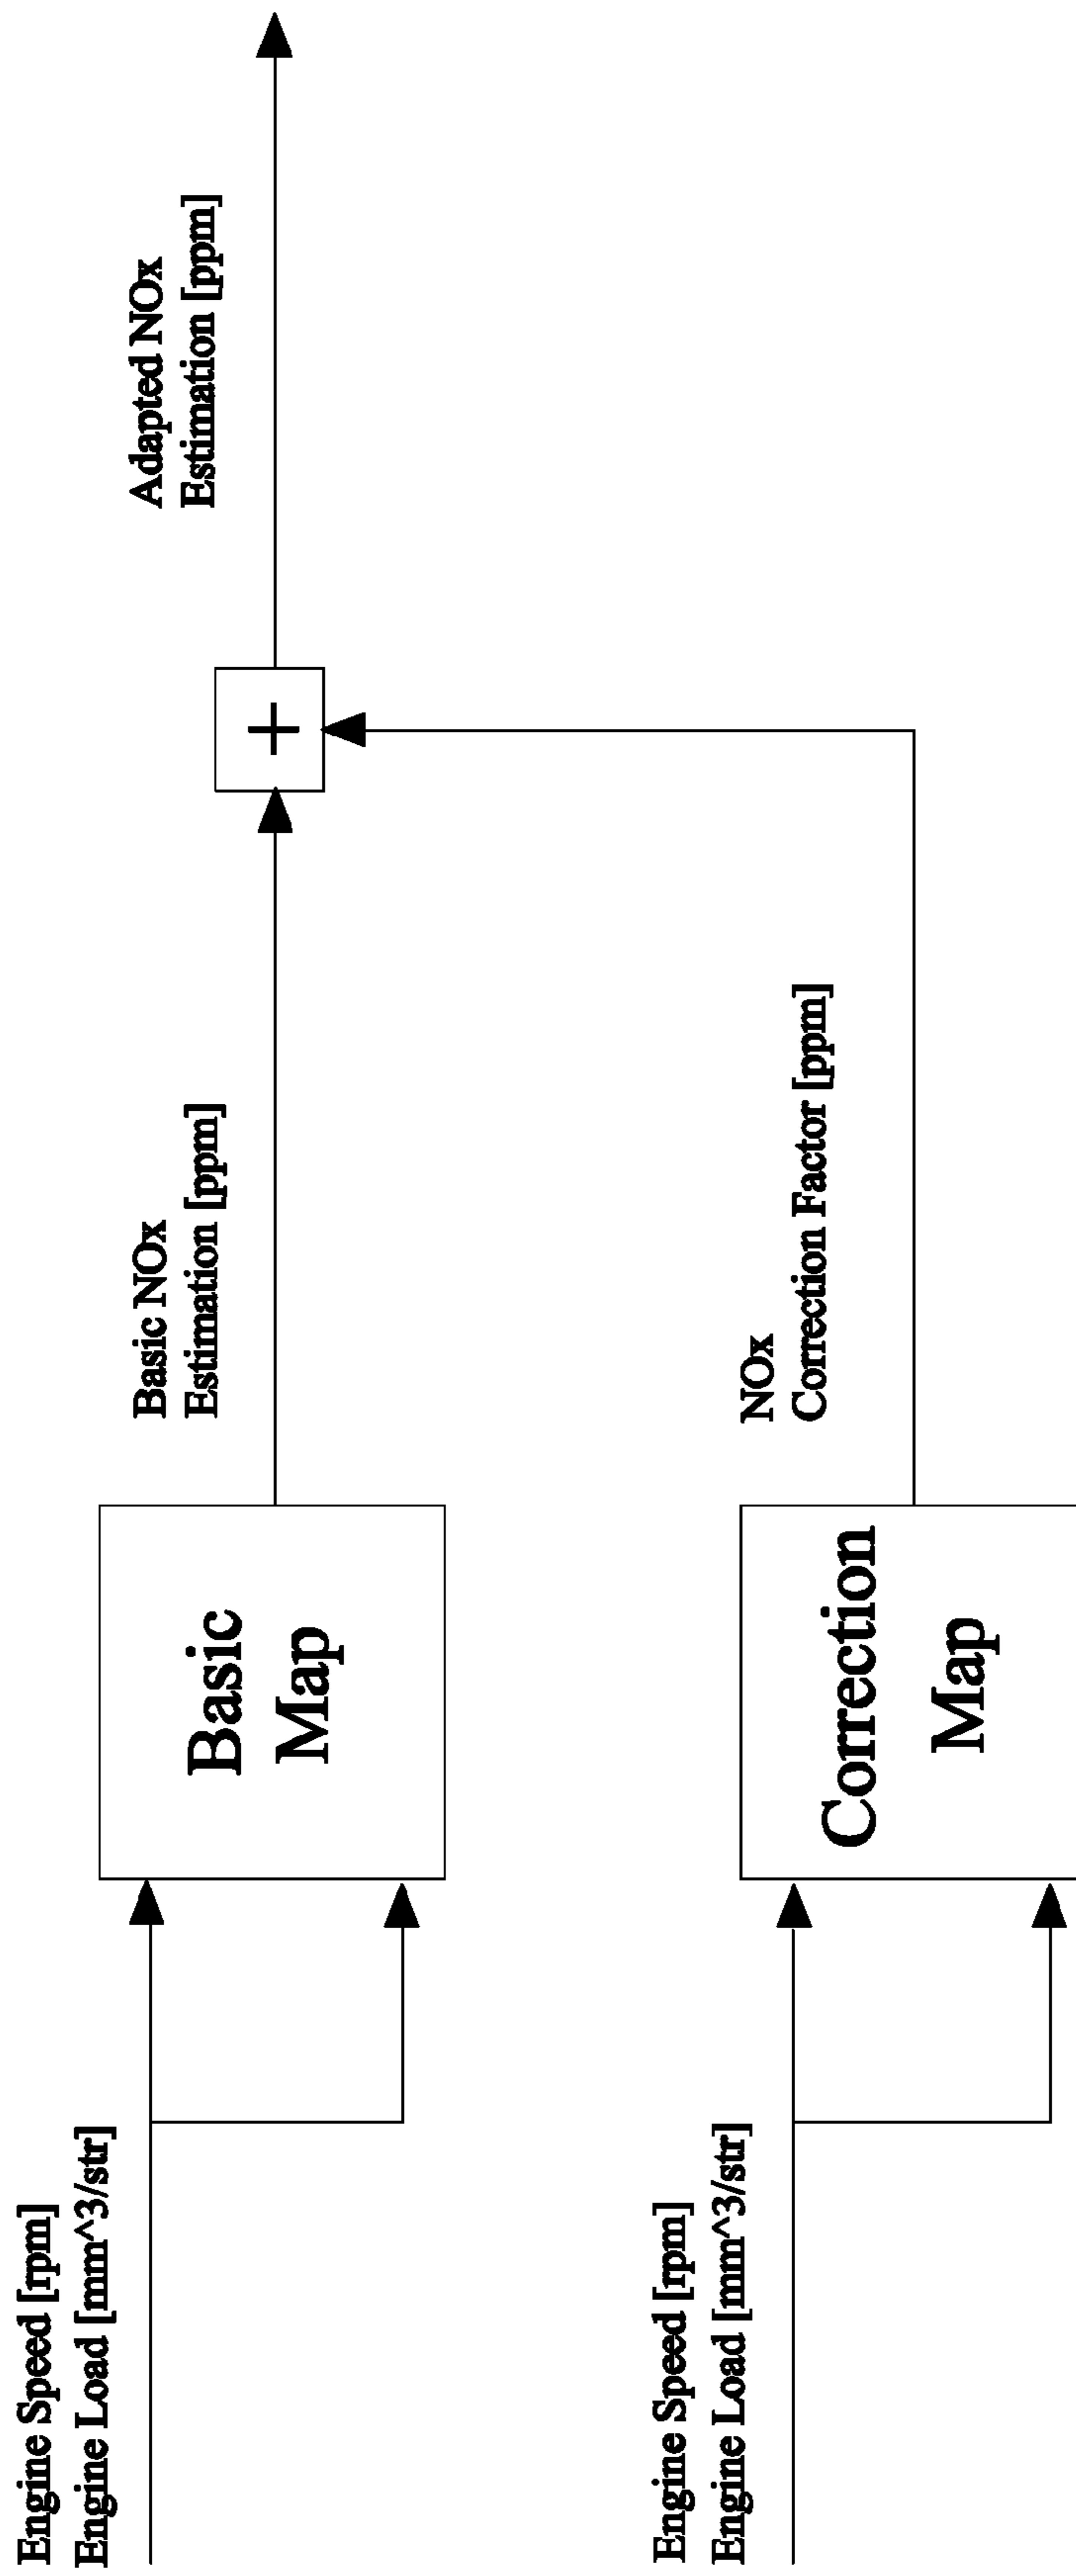 Engine Speed [rpm]
Engine Load [mm^3/str]
Basic
Map
Basic NOx
Estimation [ppm]
+
Adapted NOx
Estimation [ppm]
Engine Speed [rpm]
Engine Load [mm^3/str]
Correction
Map
NOx
Correction Factor [ppm]